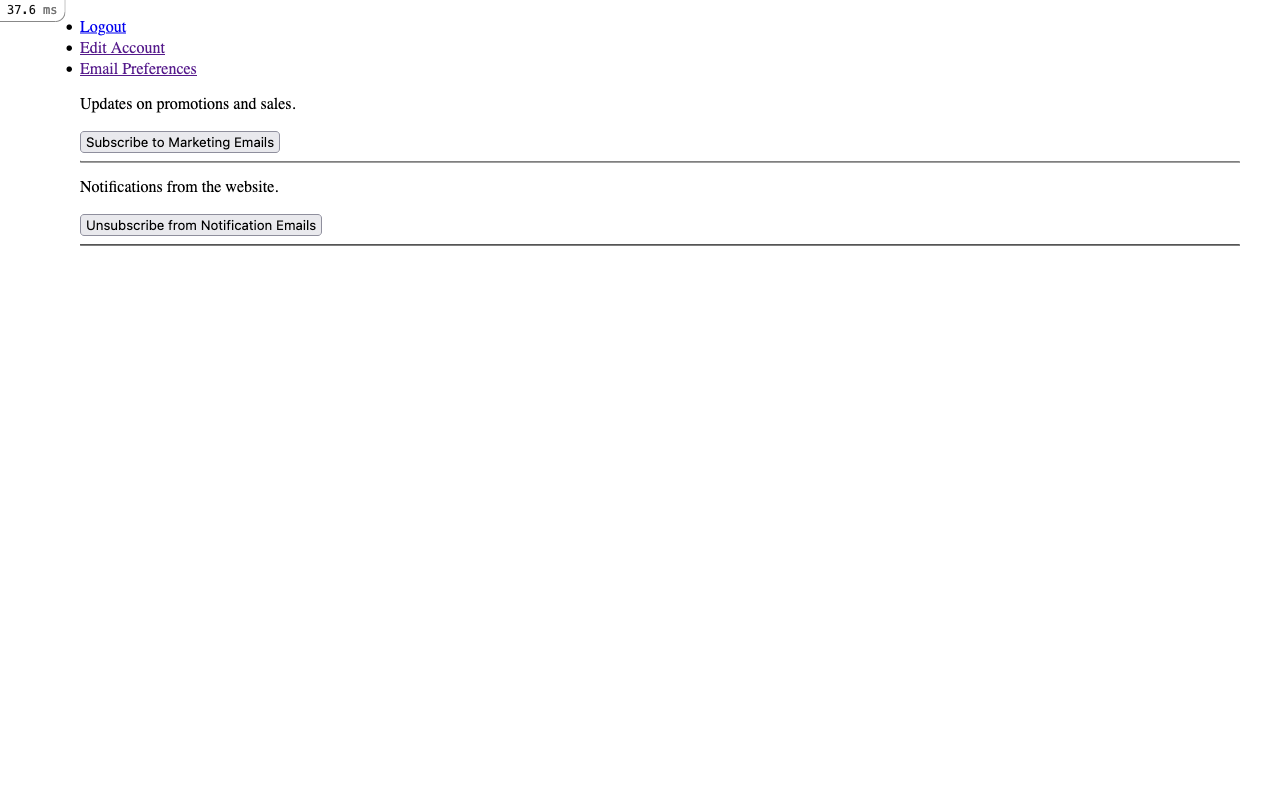 37.6 ms
Logout
Edit Account
Email Preferences
Updates on promotions and sales.
Subscribe to Marketing Emails
Notifications from the website.
Unsubscribe from Notification Emails